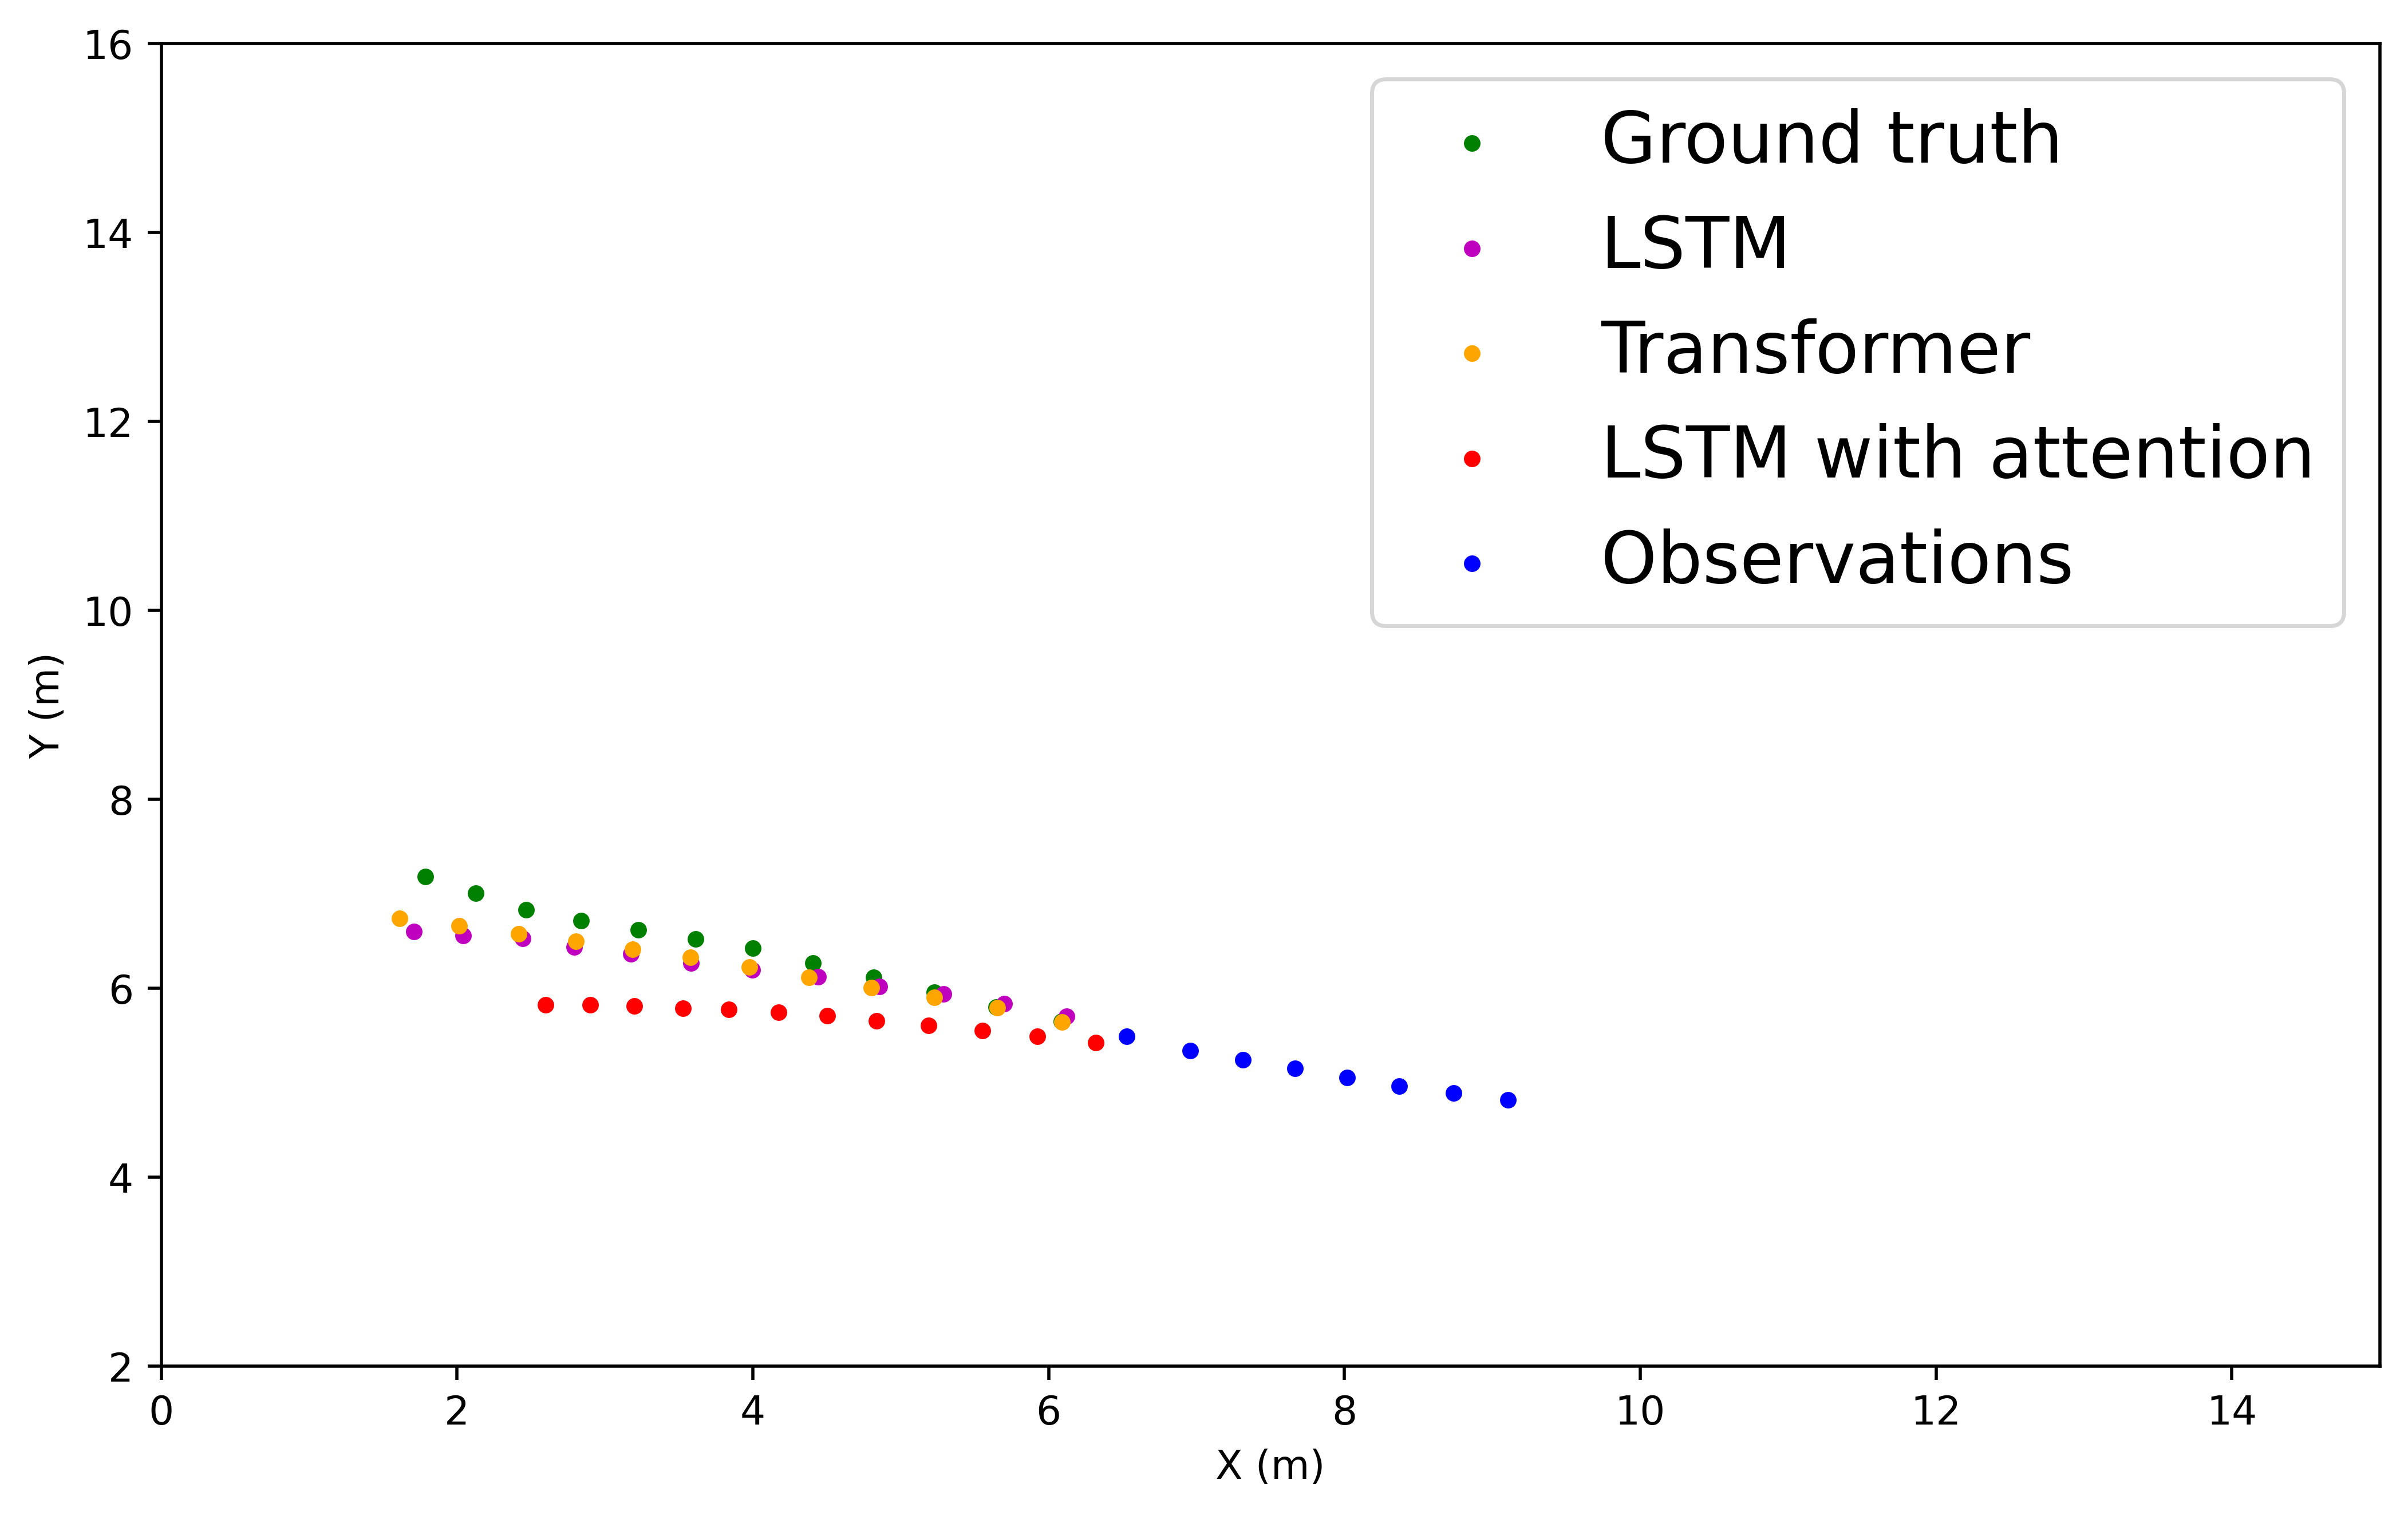 16
14
12
10
8
6
4
2
Y (m)
0 2 4 6 8 10 12 14
X (m)
Ground truth
LSTM
Transformer
LSTM with attention
Observations